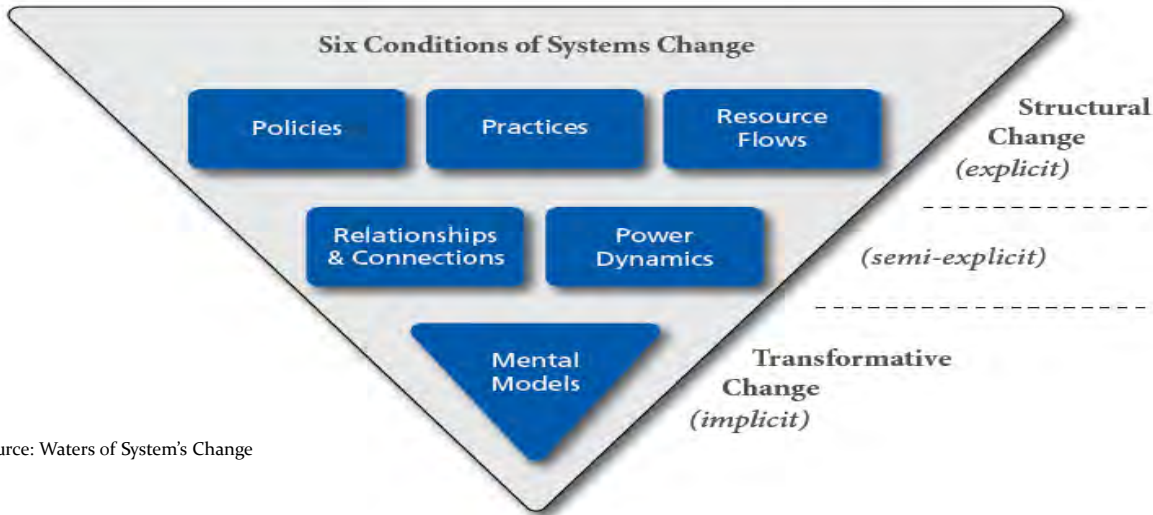 Six Conditions of Systems Change
Policies
Practices
Resource
Flows
Structural
Change
(explicit)
Relationships
& Connections
Power
Dynamics
(semi-explicit)
Mental
Models
Transformative
Change
(implicit)
urce: Waters of System's Change